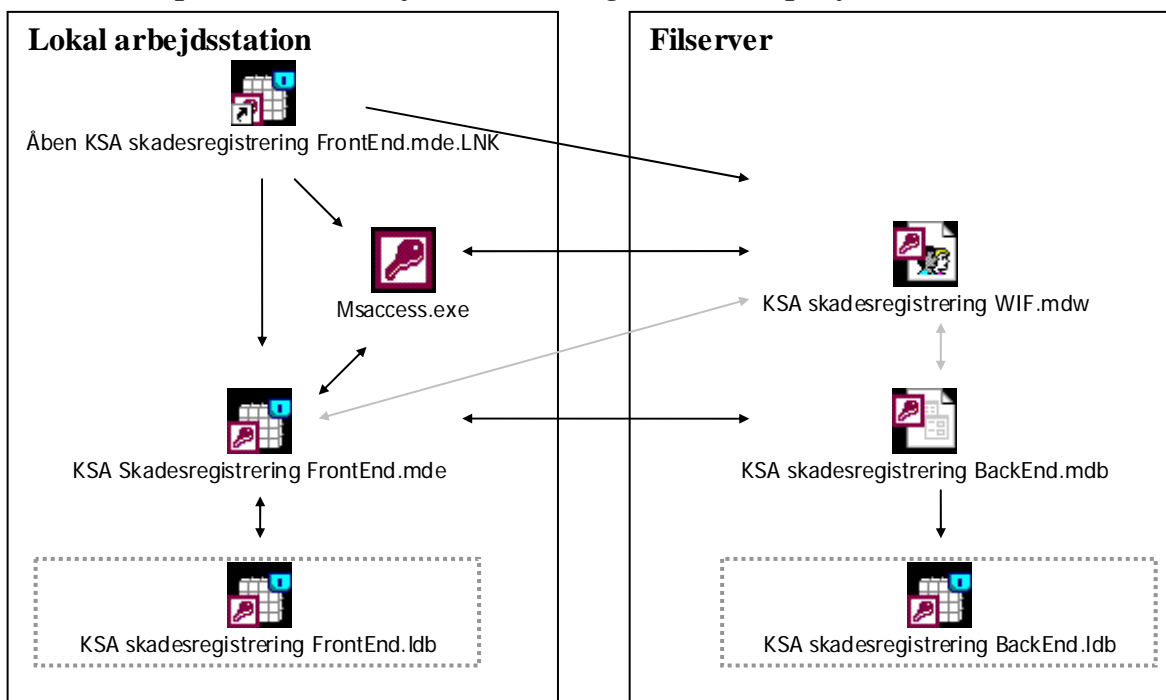 Lokal arbejdsstation
Åben KSA skadesregistrering FrontEnd.mde.LNK
Msaccess.exe
KSA Skadesregistrering FrontEnd.mde
KSA skadesregistrering FrontEnd.ldb
Filserver
KSA skadesregistrering WIF.mdw
KSA skadesregistrering BackEnd.mdb
KSA skadesregistrering BackEnd.ldb